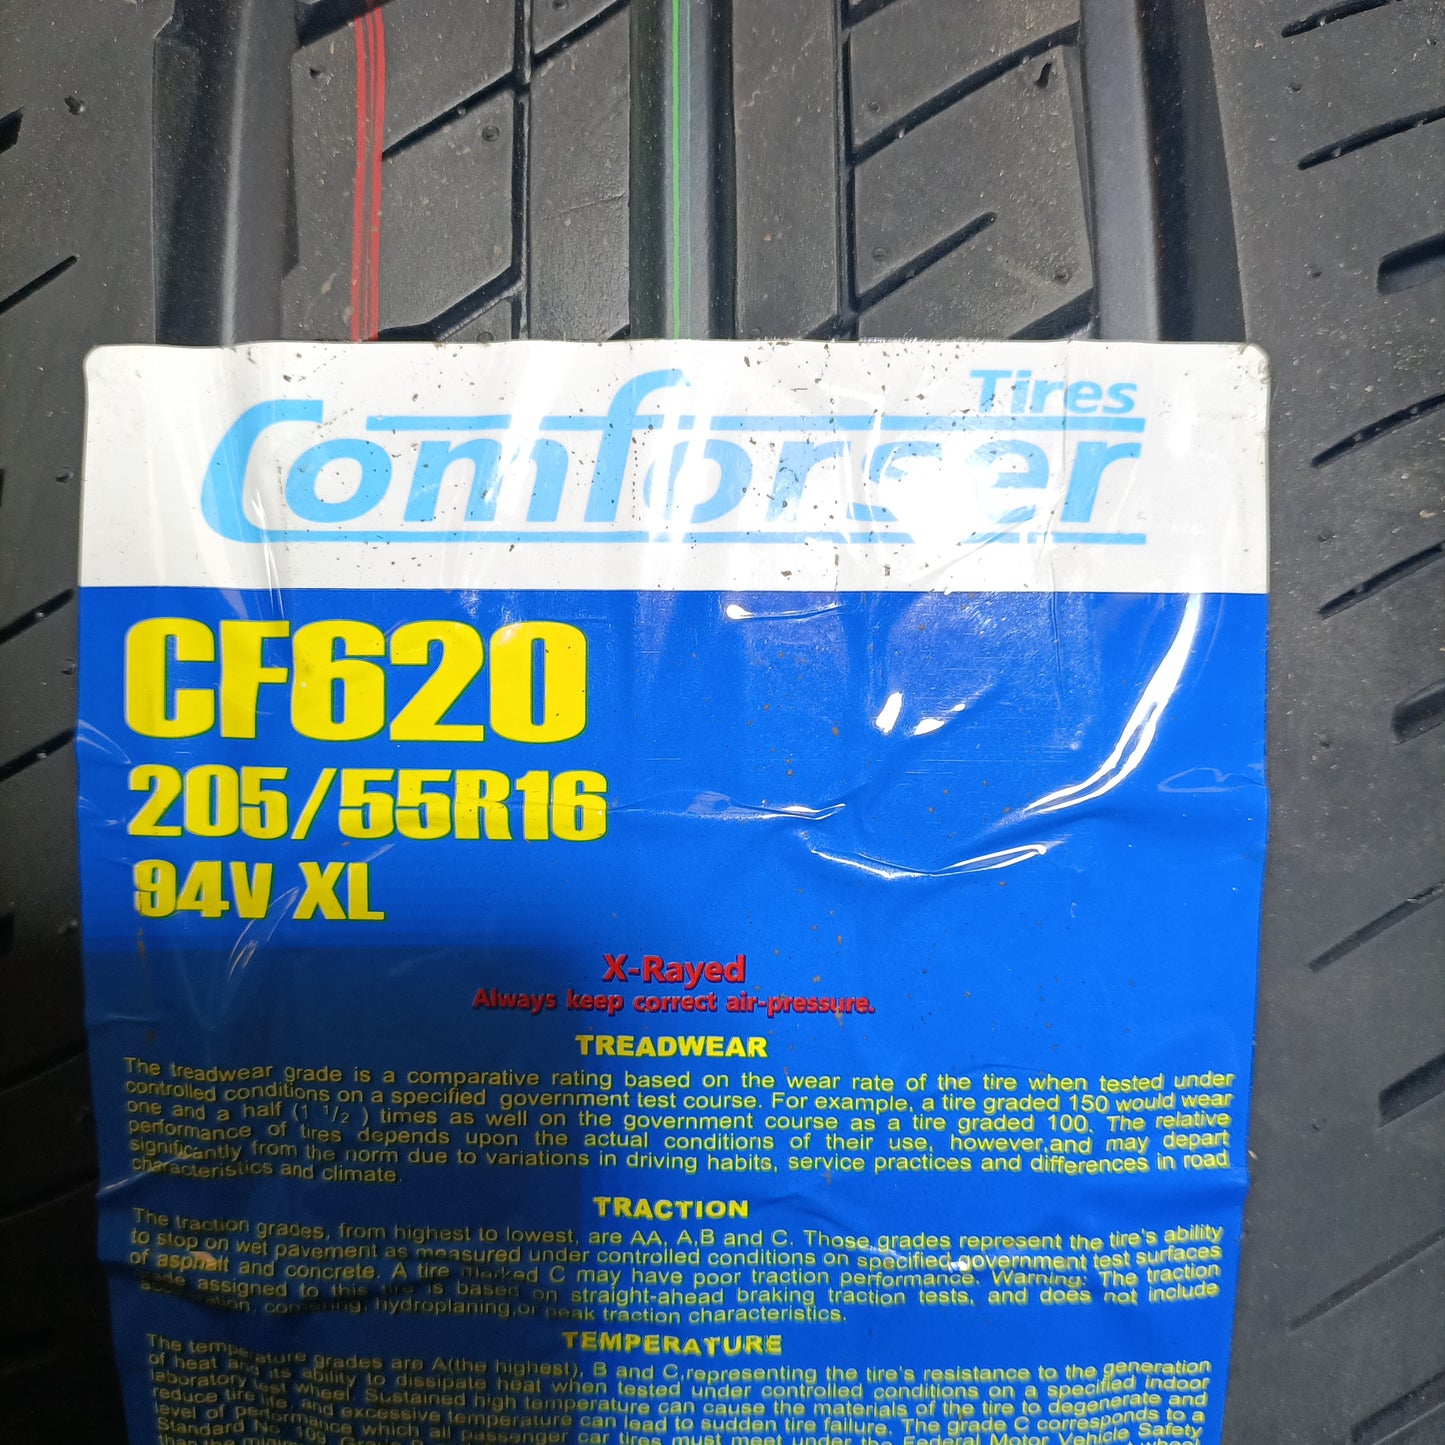 Tires
Comforser
CF620
205/55R16
94V XL
X-Rayed
Always keep correct air-pressure.
TREADWEAR
The treadwear grade is a comparative rating based on the wear rate of the tire when tested under
controlled conditions on a specified government test course. For example, a tire graded 150 would wear
one and a half (1 1/2 ) times as well on the government course as a tire graded 100. The relative
performance of tires depends upon the actual conditions of their use, however,and may depart
significantly from the norm due to variations in driving habits, service practices and differences in road
characteristics and climate.
TRACTION
The traction grades, from highest to lowest, are AA, A,B and C. Those grades represent the tire's ability
to stop on wet pavement as measured under controlled conditions on specified government test surfaces
of asphalt and concrete. A tire marked C may have poor traction performance. Warning: The traction
grade assigned to this tire is based on straight-ahead braking traction tests, and does not include
cornering, hydroplaning,or peak traction characteristics.
TEMPERATURE
The temperature grades are A(the highest), B and C,representing the tire's resistance to the generation
of heat and its ability to dissipate heat when tested under controlled conditions on a specified indoor
laboratory test wheel. Sustained high temperature can cause the materials of the tire to degenerate and
reduce tire life, and excessive temperature can lead to sudden tire failure. The grade C corresponds to a
level of performance which all passenger car tires must meet under the Federal Motor Vehicle Safety
Standard No. 109. Grade